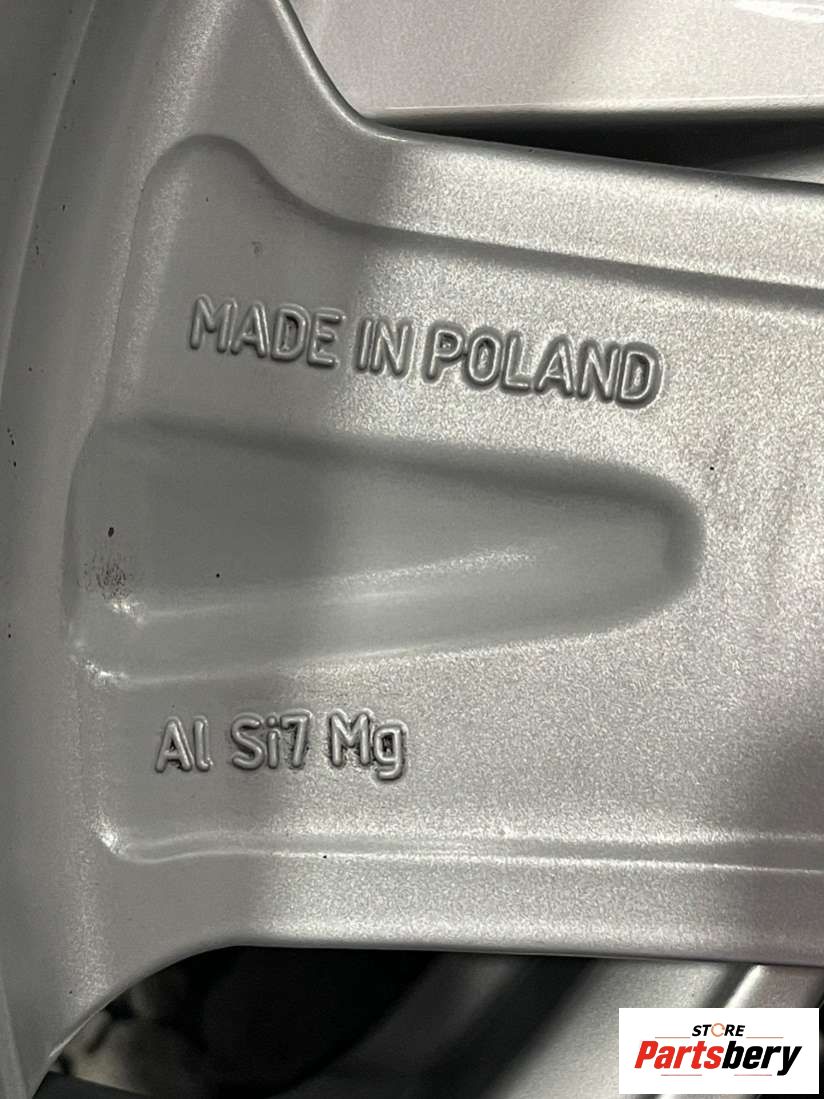 MADE IN POLAND
Al Si7 Mg
STORE
Partsbery